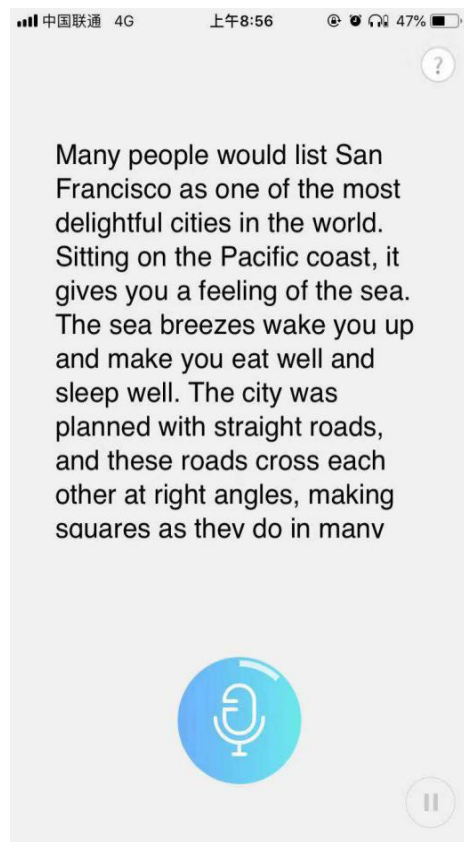 中国联通 4G 上午8:56 47%
?
Many people would list San
Francisco as one of the most
delightful cities in the world.
Sitting on the Pacific coast, it
gives you a feeling of the sea.
The sea breezes wake you up
and make you eat well and
sleep well. The city was
planned with straight roads,
and these roads cross each
other at right angles, making
squares as they do in many